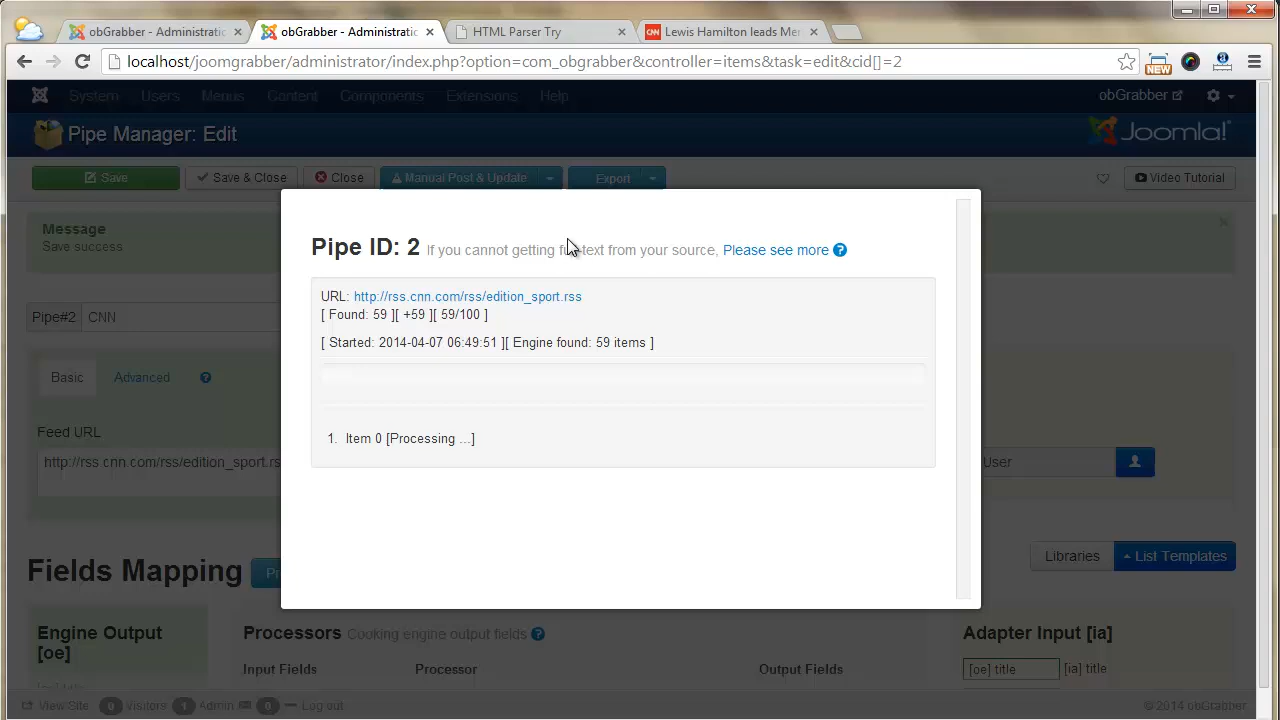 obGrabber - Administratic
obGrabber - Administratic
HTML Parser Try
CNN
Lewis Hamilton leads Mer
localhost/joomgrabber/administrator/index.php?option=com_obgrabber&controller=items&task=edit&cid[]=2
NEW
System Users Menus Content Components Extensions Help
obGrabber
Pipe Manager: Edit
Joomla!
Save
Save & Close
Close
Manual Post & Update
Export
Video Tutorial
Message
Save success
Pipe ID: 2 If you cannot getting text from your source, Please see more ?
URL: http://rss.cnn.com/rss/edition_sport.rss
[ Found: 59 ][ +59 ][ 59/100 ]
[ Started: 2014-04-07 06:49:51 ][ Engine found: 59 items ]
1. Item 0 [Processing ...]
Pipe#2 CNN
Basic Advanced ?
Feed URL
http://rss.cnn.com/rss/edition_sport.rs
User
Fields Mapping
Libraries
List Templates
Engine Output
[oe]
Processors Cooking engine output fields ?
Adapter Input [ia]
Input Fields Processor Output Fields
[oe] title [ia] title
View Site 0 visitors 1 Admin 0 Log out
© 2014 obGrabber